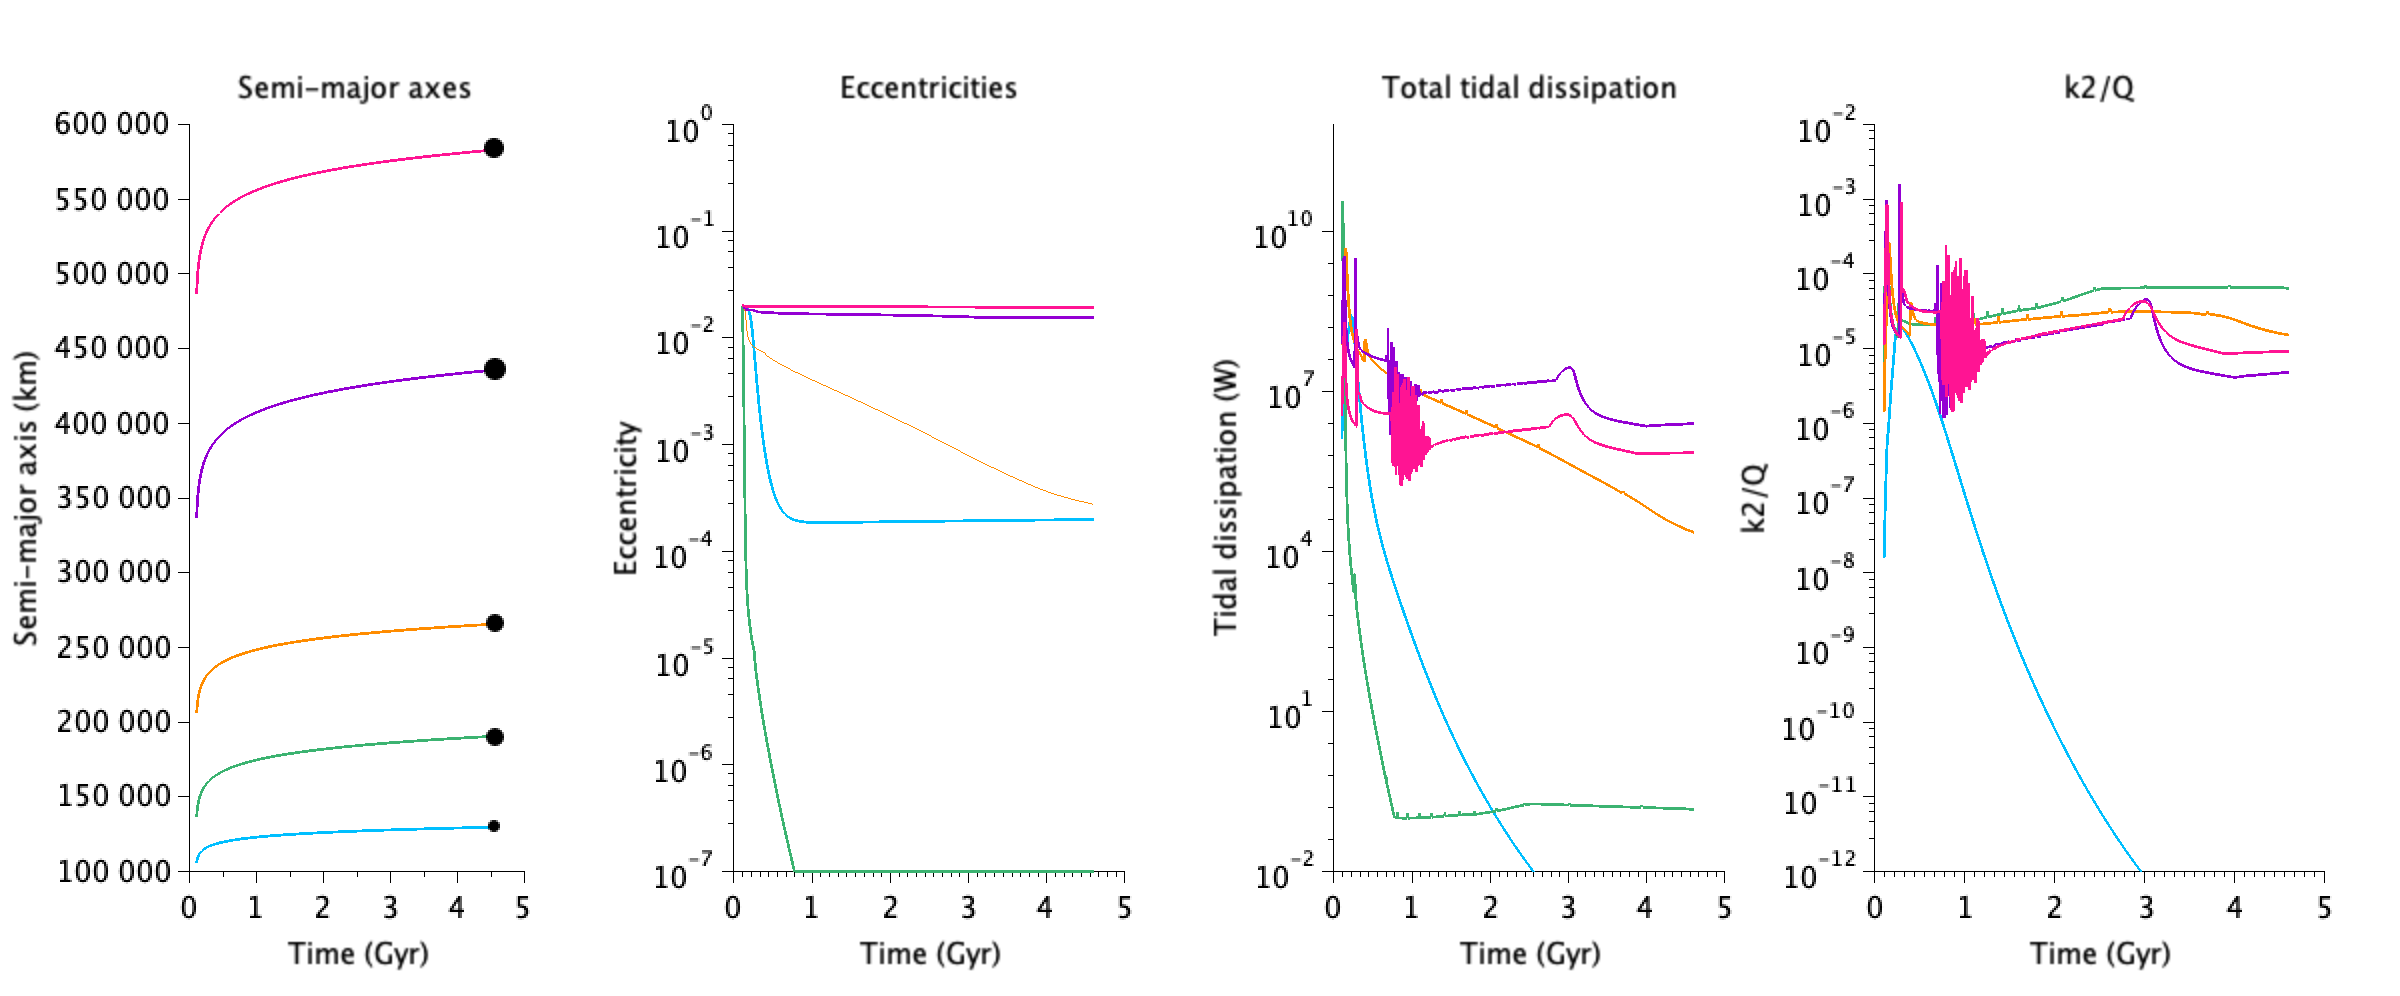 Semi-major axes
600 000
550 000
500 000
450 000
400 000
350 000
300 000
250 000
200 000
150 000
100 000
Semi-major axis (km)
0 1 2 3 4 5
Time (Gyr)
Eccentricities
10^0
10^-1
10^-2
10^-3
10^-4
10^-5
10^-6
10^-7
Eccentricity
0 1 2 3 4 5
Time (Gyr)
Total tidal dissipation
10^10
10^7
10^4
10^1
10^-2
Tidal dissipation (W)
0 1 2 3 4 5
Time (Gyr)
k2/Q
10^-2
10^-3
10^-4
10^-5
10^-6
10^-7
10^-8
10^-9
10^-10
10^-11
10^-12
k2/Q
0 1 2 3 4 5
Time (Gyr)